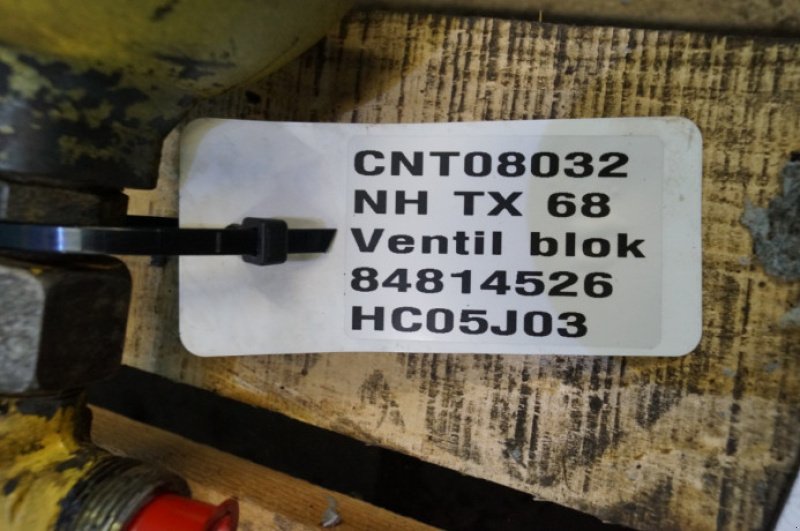 CNT08032
NH TX 68
Ventil blok
84814526
HC05J03